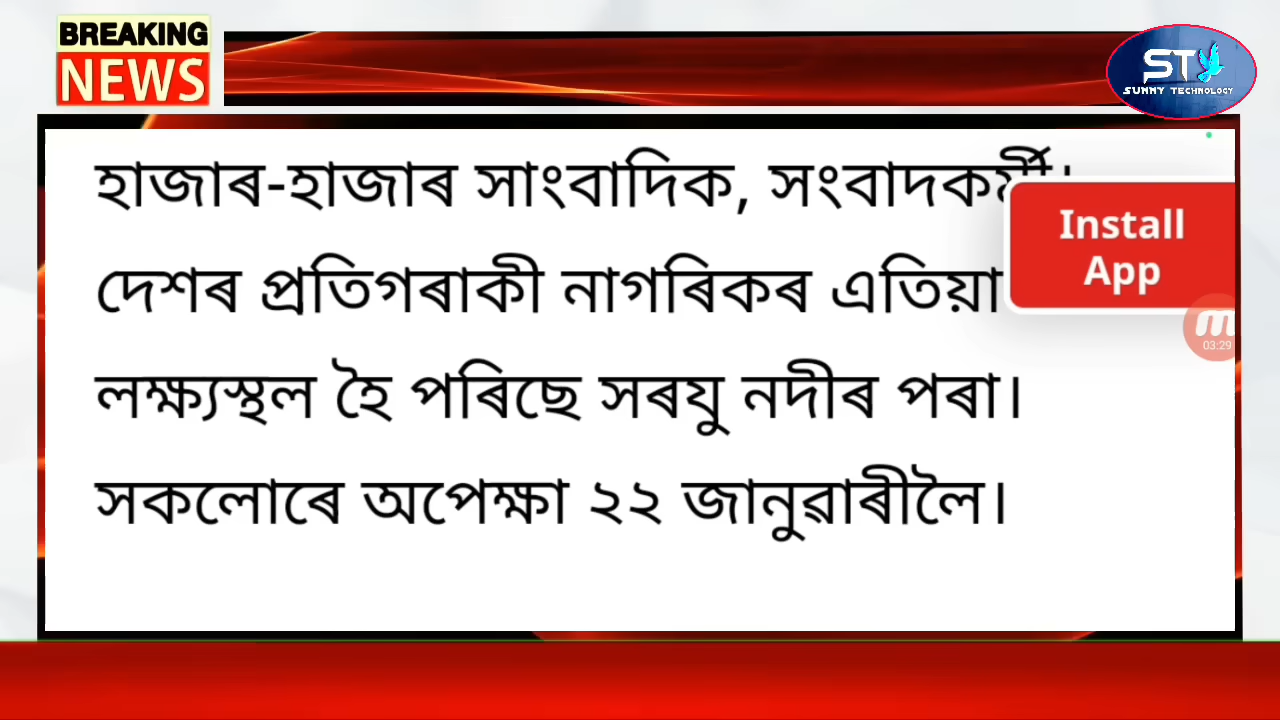 BREAKING
NEWS
ST
SUNNY TECHNOLOGY
হাজাৰ-হাজাৰ সাংবাদিক, সংবাদকৰ্মী।
Install
App
দেশৰ প্ৰতিগৰাকী নাগৰিকৰ এতিয়া
03:29
লক্ষ্যস্থল হৈ পৰিছে সৰযু নদীৰ পৰা।
সকলোৰে অপেক্ষা ২২ জানুৱাৰীলৈ।